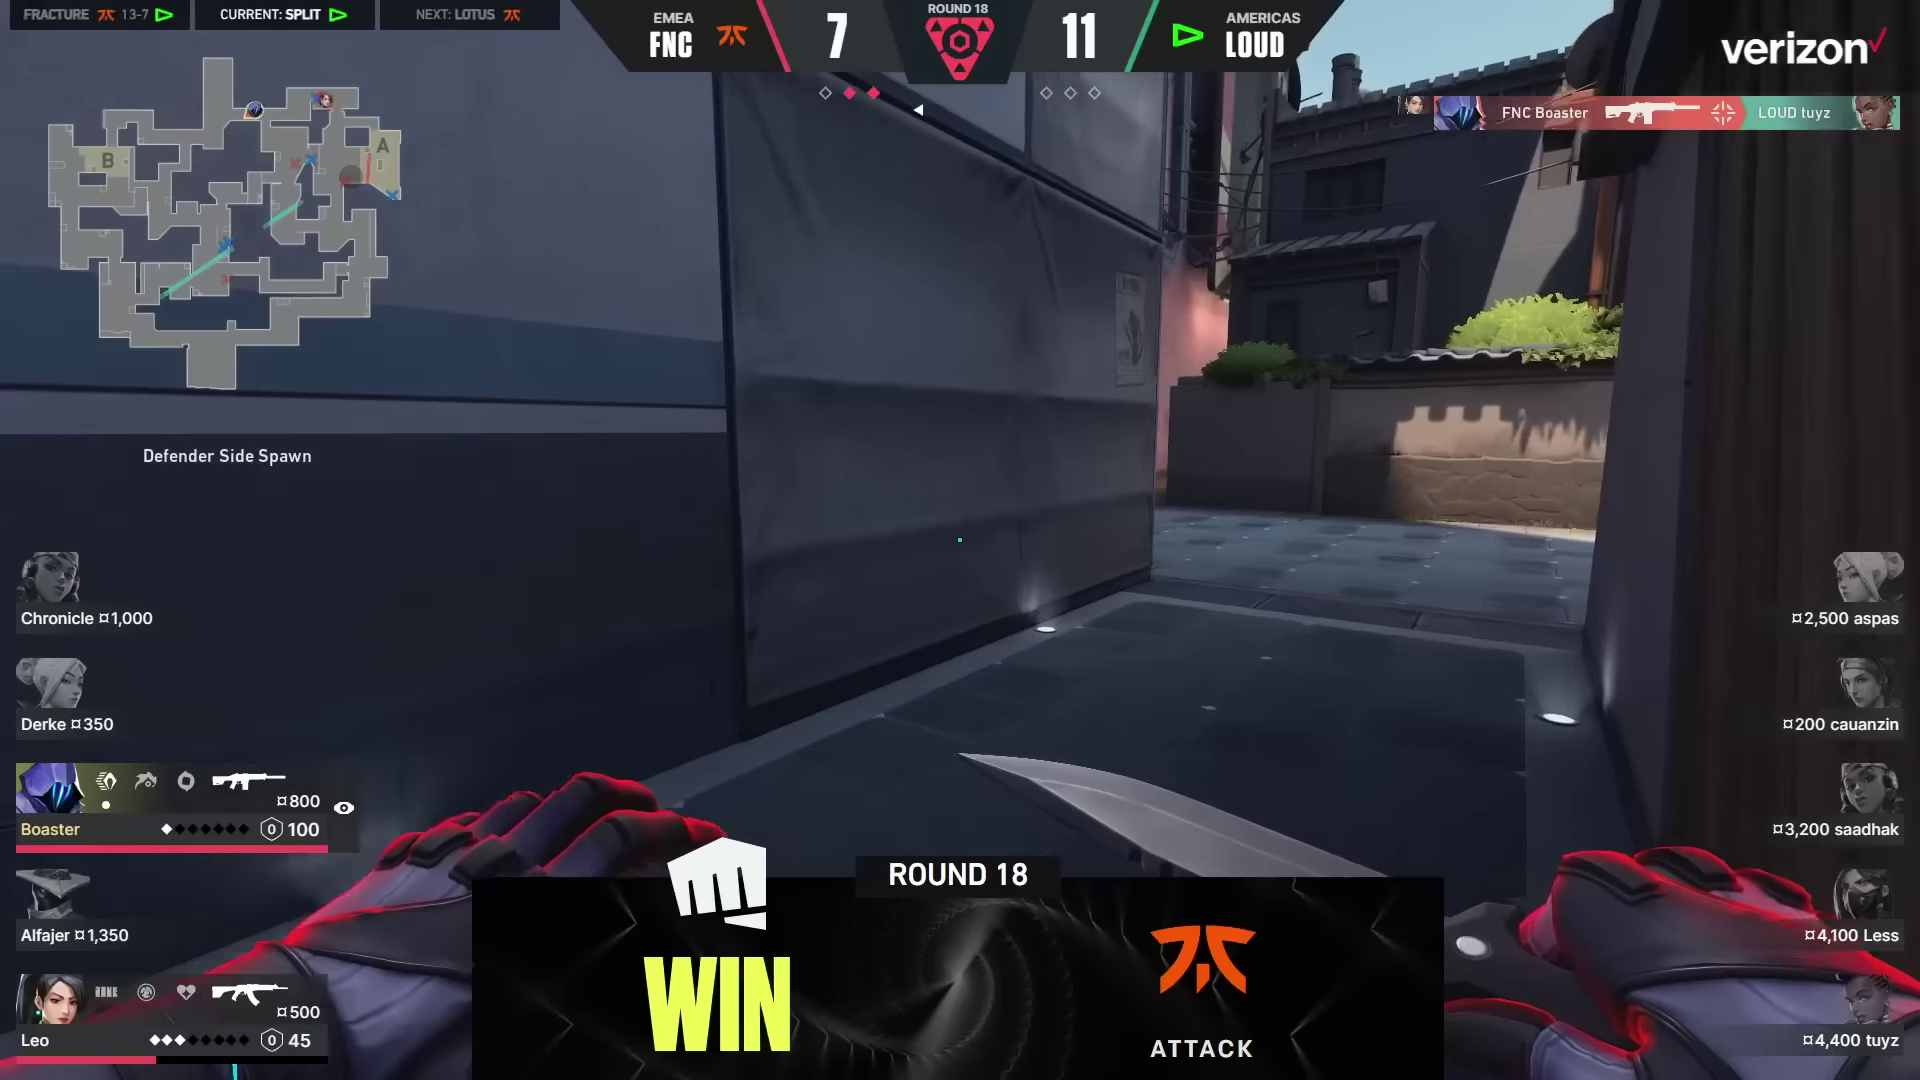 FRACTURE 13-7
CURRENT: SPLIT
NEXT: LOTUS
EMEA
FNC
7
ROUND 18
11
AMERICAS
LOUD
verizon
FNC Boaster
LOUD tuyz
B
A
Defender Side Spawn
Chronicle ¤1,000
Derke ¤350
¤800
Boaster
0 100
Alfajer ¤1,350
¤500
Leo
0 45
¤2,500 aspas
¤200 cauanzin
¤3,200 saadhak
¤4,100 Less
¤4,400 tuyz
ROUND 18
WIN
ATTACK